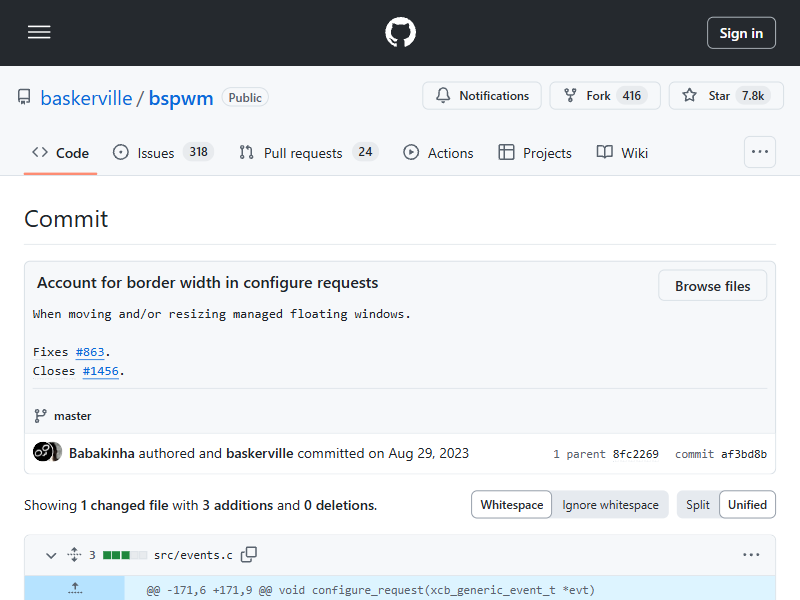 Sign in
baskerville / bspwm Public
Notifications Fork 416 Star 7.8k
Code Issues 318 Pull requests 24 Actions Projects Wiki
Commit
Account for border width in configure requests
Browse files
When moving and/or resizing managed floating windows.
Fixes #863.
Closes #1456.
master
Babakinha authored and baskerville committed on Aug 29, 2023 1 parent 8fc2269 commit af3bd8b
Showing 1 changed file with 3 additions and 0 deletions. Whitespace Ignore whitespace Split Unified
3 src/events.c
@@ -171,6 +171,9 @@ void configure_request(xcb_generic_event_t *evt)